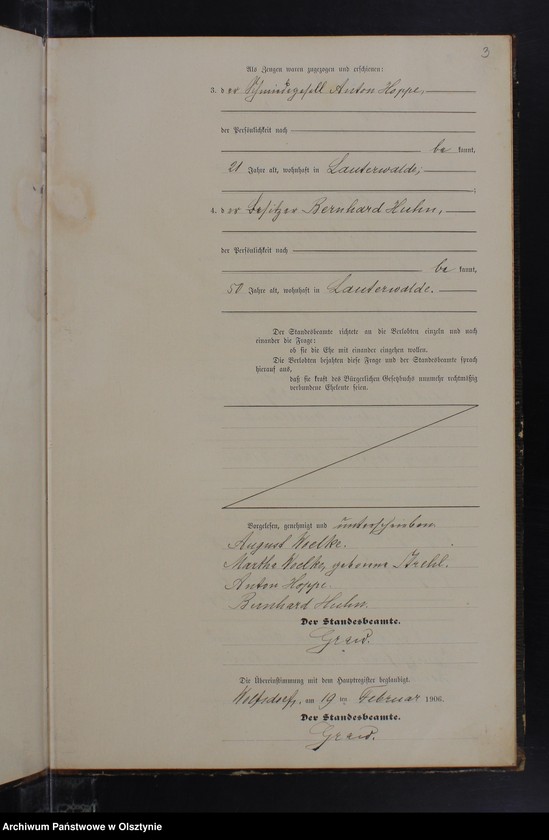 3
Als Zeugen waren zugezogen und erschienen:
3. der Schmiedegesell Anton Hoppe,
der Persönlichkeit nach
be kannt,
21 Jahre alt, wohnhaft in Lauterwalde;
4. der Besitzer Bernhard Huhn,
der Persönlichkeit nach
be kannt,
50 Jahre alt, wohnhaft in Lauterwalde.
Der Standesbeamte richtete an die Verlobten einzeln und nach
einander die Frage:
ob sie die Ehe mit einander eingehen wollen.
Die Verlobten bejahten diese Frage und der Standesbeamte sprach
hierauf aus,
daß sie kraft des Bürgerlichen Gesetzbuchs nunmehr rechtmäßig
verbundene Eheleute seien.
Vorgelesen, genehmigt und unterschrieben
August Woelke.
Martha Woelke, geborene Strehl.
Anton Hoppe.
Bernhard Huhn.
Der Standesbeamte.
Die Übereinstimmung mit dem Hauptregister beglaubigt.
Wolfsdorf, am 19 ten Februar 1906.
Der Standesbeamte.
Archiwum Państwowe w Olsztynie